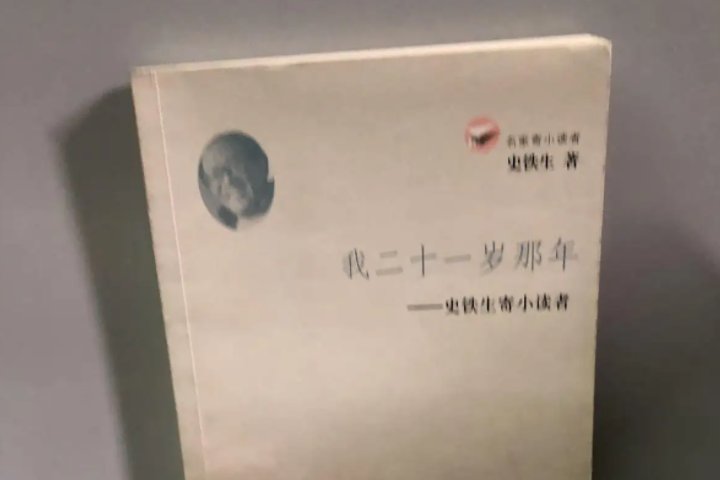 名家寄小读者
史铁生 著
我二十一岁那年
——史铁生寄小读者